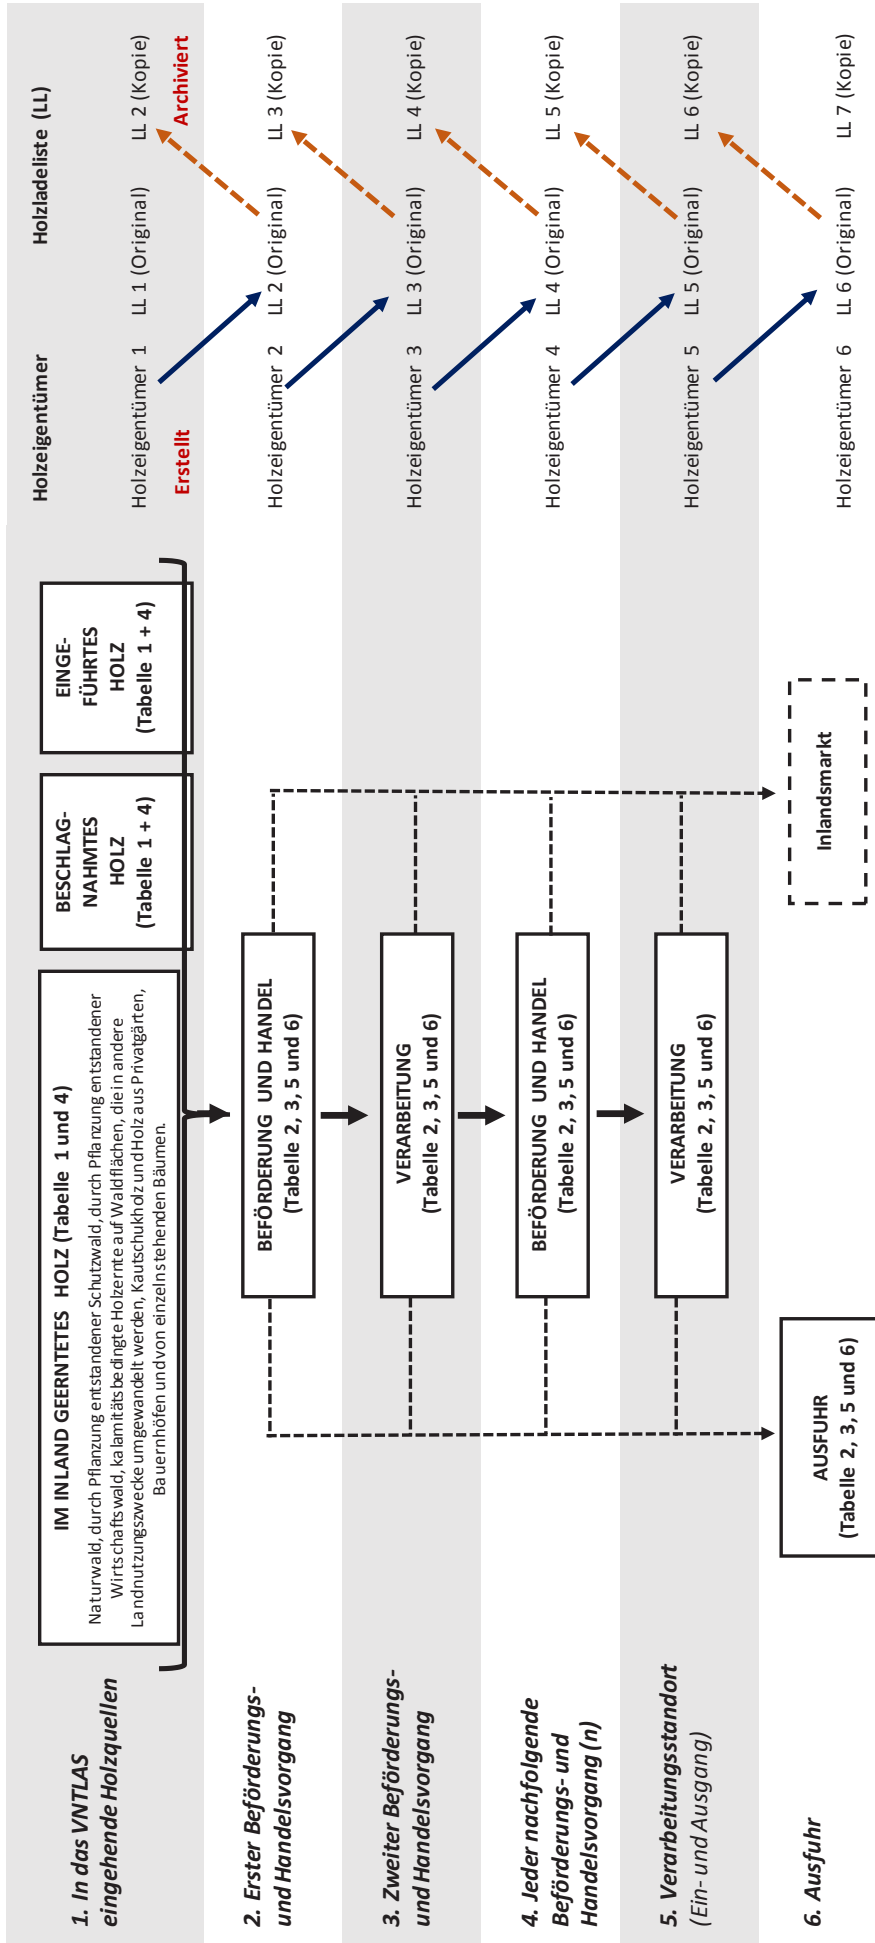 Holzeigentümer
Holzladeliste (LL)
1. In das VNTLAS
eingehende Holzquellen
IM INLAND GEERNTETES HOLZ (Tabelle 1 und 4)
Naturwald, durch Pflanzung entstandener Schutzwald, durch Pflanzung entstandener
Wirtschaftswald, kalamitätsbedingte Holzernte auf Waldflächen, die in andere
Landnutzungszwecke umgewandelt werden, Kautschukholz und Holz aus Privatgärten,
Bauernhöfen und von einzeln stehenden Bäumen.
BESCHLAG-
NAHMTES
HOLZ
(Tabelle 1 + 4)
EINGE-
FÜHRTES
HOLZ
(Tabelle 1 + 4)
Holzeigentümer 1
LL 1 (Original)
LL 2 (Kopie)
Erstellt
Archiviert
2. Erster Beförderungs-
und Handelsvorgang
BEFÖRDERUNG UND HANDEL
(Tabelle 2, 3, 5 und 6)
Holzeigentümer 2
LL 2 (Original)
LL 3 (Kopie)
3. Zweiter Beförderungs-
und Handelsvorgang
VERARBEITUNG
(Tabelle 2, 3, 5 und 6)
Holzeigentümer 3
LL 3 (Original)
LL 4 (Kopie)
4. Jeder nachfolgende
Beförderungs- und
Handelsvorgang (n)
BEFÖRDERUNG UND HANDEL
(Tabelle 2, 3, 5 und 6)
Holzeigentümer 4
LL 4 (Original)
LL 5 (Kopie)
5. Verarbeitungsstandort
(Ein- und Ausgang)
VERARBEITUNG
(Tabelle 2, 3, 5 und 6)
Holzeigentümer 5
LL 5 (Original)
LL 6 (Kopie)
6. Ausfuhr
AUSFUHR
(Tabelle 2, 3, 5 und 6)
Inlandsmarkt
Holzeigentümer 6
LL 6 (Original)
LL 7 (Kopie)